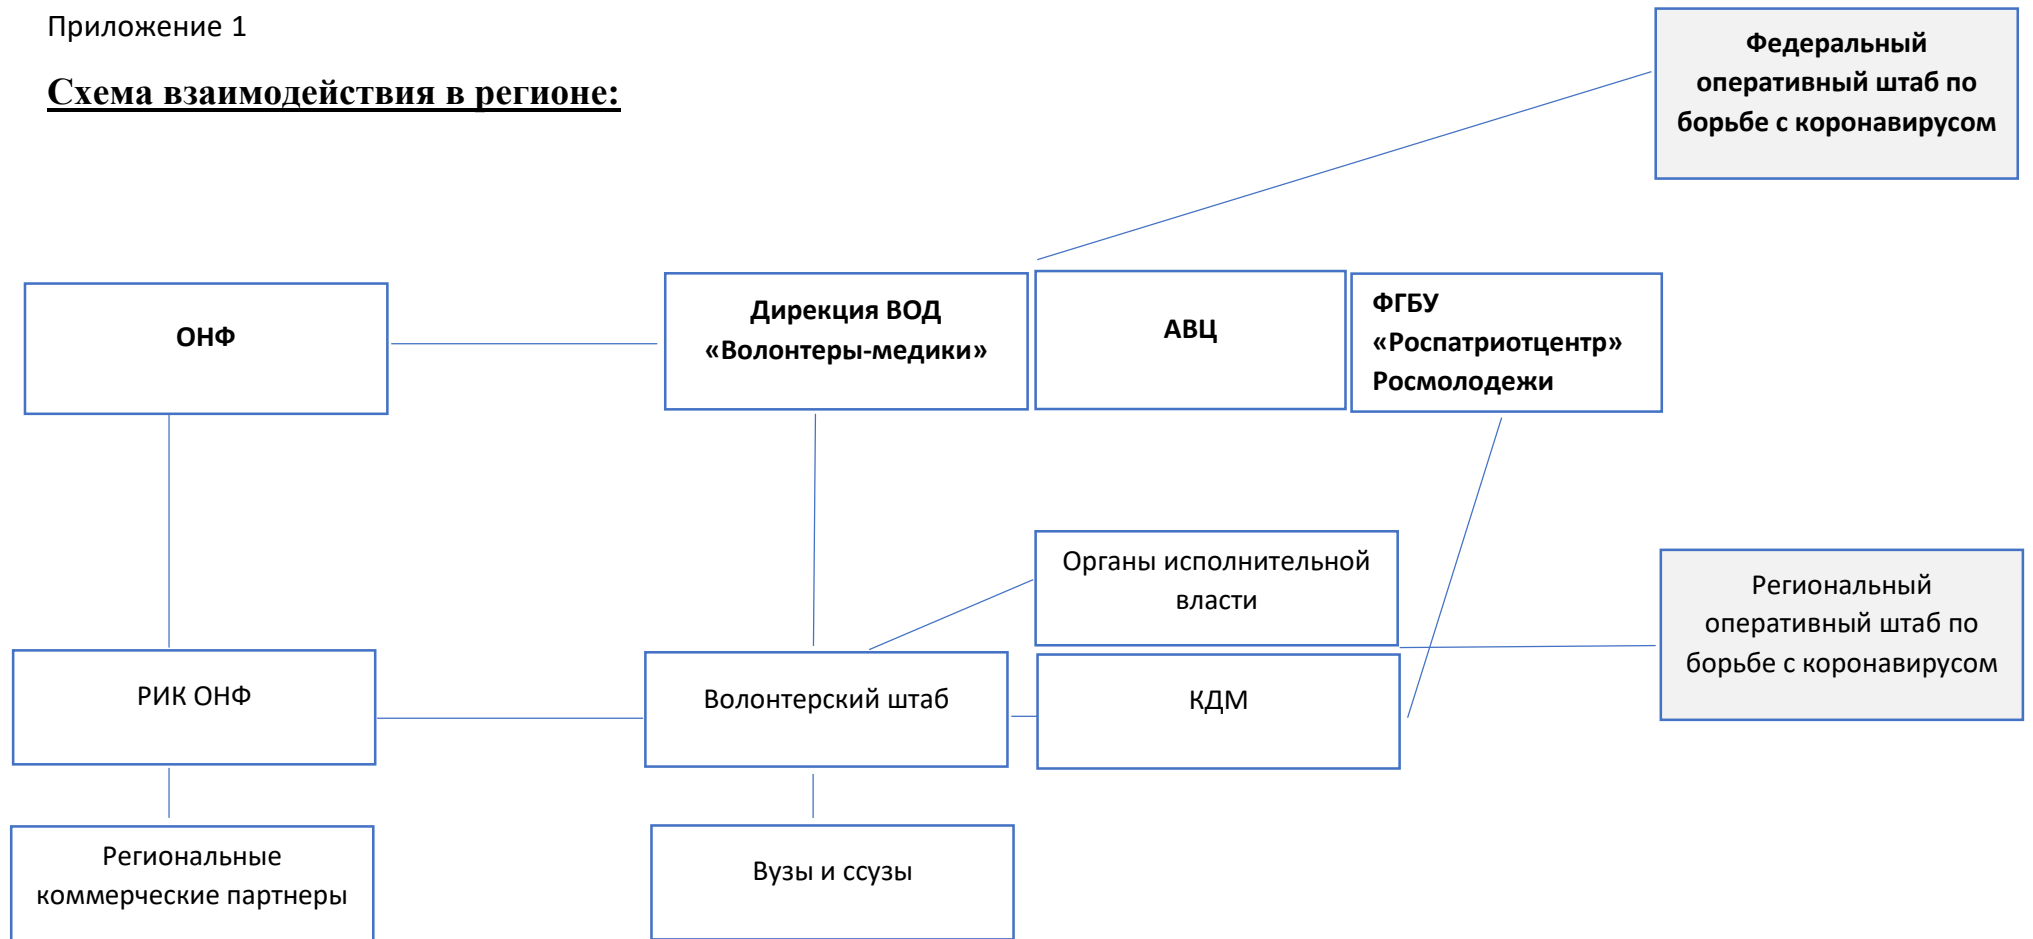 Приложение 1
Схема взаимодействия в регионе:
Федеральный
оперативный штаб по
борьбе с коронавирусом
ОНФ
Дирекция ВОД
«Волонтеры-медики»
АВЦ
ФГБУ
«Роспатриотцентр»
Росмолодежи
Органы исполнительной
власти
Региональный
оперативный штаб по
борьбе с коронавирусом
РИК ОНФ
Волонтерский штаб
КДМ
Региональные
коммерческие партнеры
Вузы и ссузы